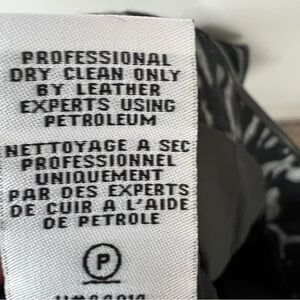 PROFESSIONAL
DRY CLEAN ONLY
BY LEATHER
EXPERTS USING
PETROLEUM
NETTOYAGE A SEC
PROFESSIONNEL
UNIQUEMENT
PAR DES EXPERTS
DE CUIR A L'AIDE
DE PETROLE
P